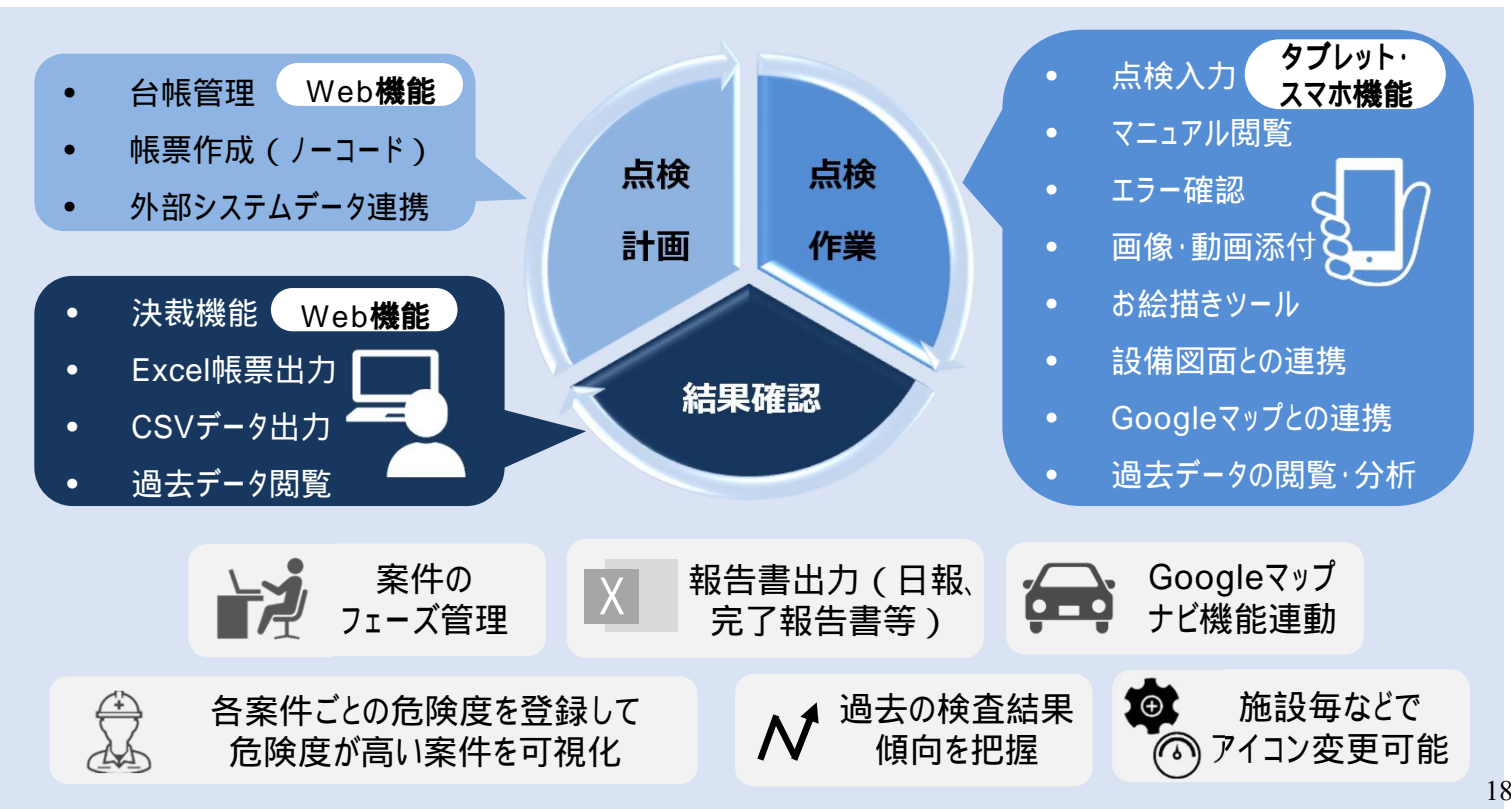 • 台帳管理 Web機能
• 帳票作成（ノーコード）
• 外部システムデータ連携
• 決裁機能 Web機能
• Excel帳票出力
• CSVデータ出力
• 過去データ閲覧
点検
計画
点検
作業
結果確認
タブレット・
スマホ機能
• 点検入力
• マニュアル閲覧
• エラー確認
• 画像・動画添付
• お絵描きツール
• 設備図面との連携
• Googleマップとの連携
• 過去データの閲覧・分析
案件の
フェーズ管理
X
報告書出力（日報、
完了報告書等）
Googleマップ
ナビ機能連動
各案件ごとの危険度を登録して
危険度が高い案件を可視化
過去の検査結果
傾向を把握
施設毎などで
アイコン変更可能
18